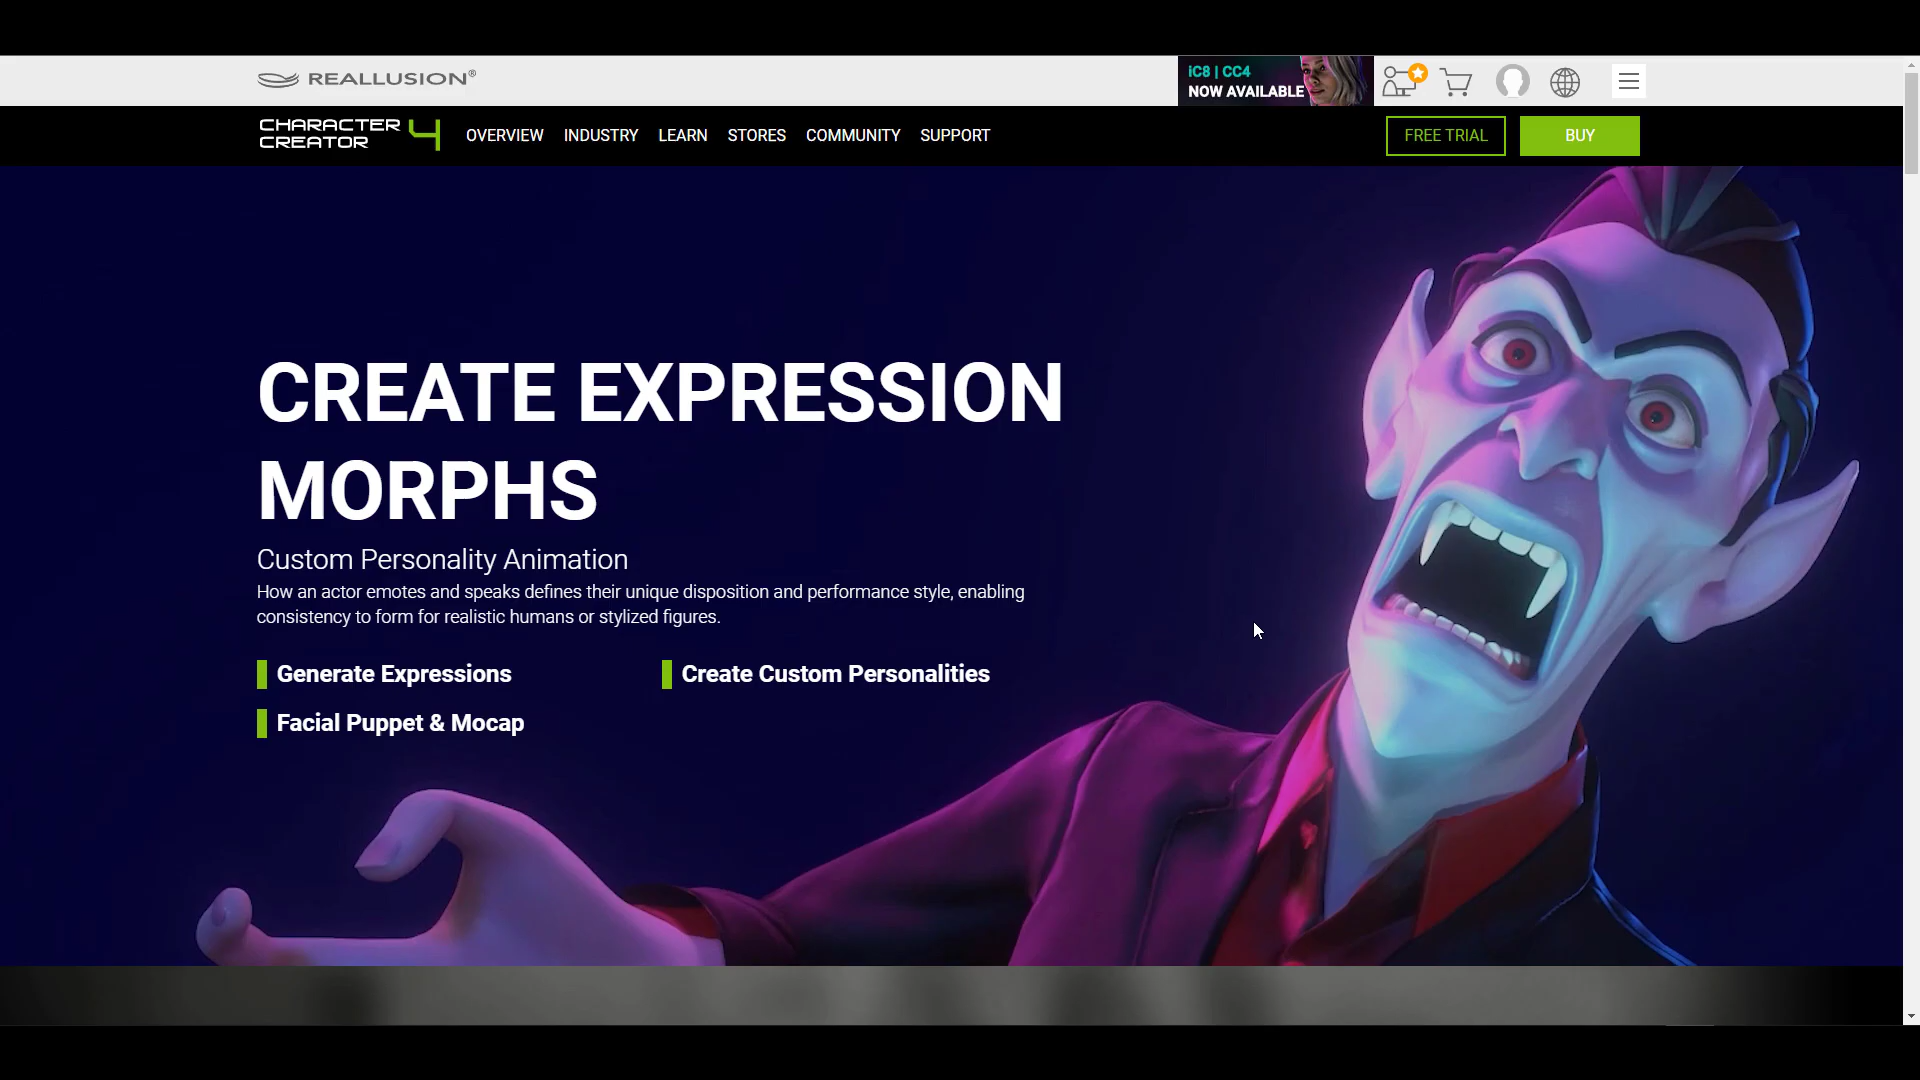 REALLUSION®
iC8 | CC4
NOW AVAILABLE
CHARACTER
CREATOR 4
OVERVIEW INDUSTRY LEARN STORES COMMUNITY SUPPORT
FREE TRIAL
BUY
CREATE EXPRESSION
MORPHS
Custom Personality Animation
How an actor emotes and speaks defines their unique disposition and performance style, enabling
consistency to form for realistic humans or stylized figures.
Generate Expressions
Create Custom Personalities
Facial Puppet & Mocap